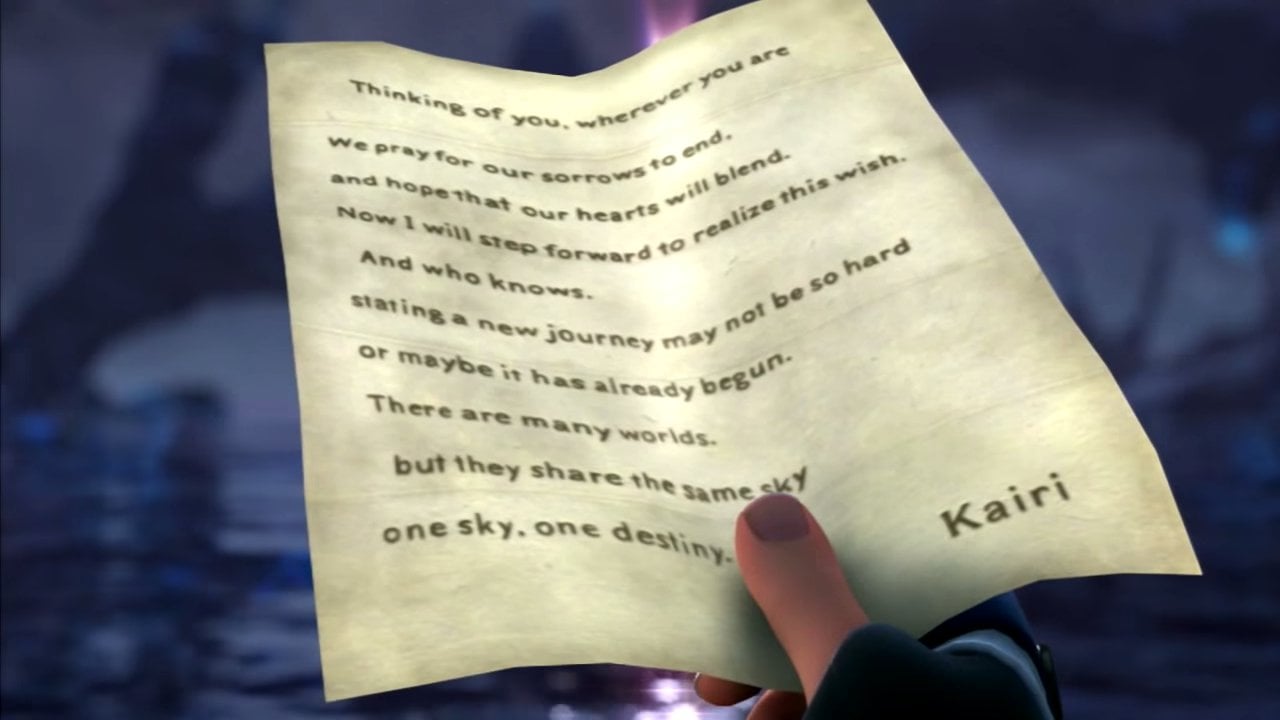 Thinking of you, wherever you are
We pray for our sorrows to end,
and hope that our hearts will blend.
Now I will step forward to realize this wish.
And who knows.
stating a new journey may not be so hard
or maybe it has already begun.
There are many worlds.
but they share the same sky
one sky, one destiny.
Kairi